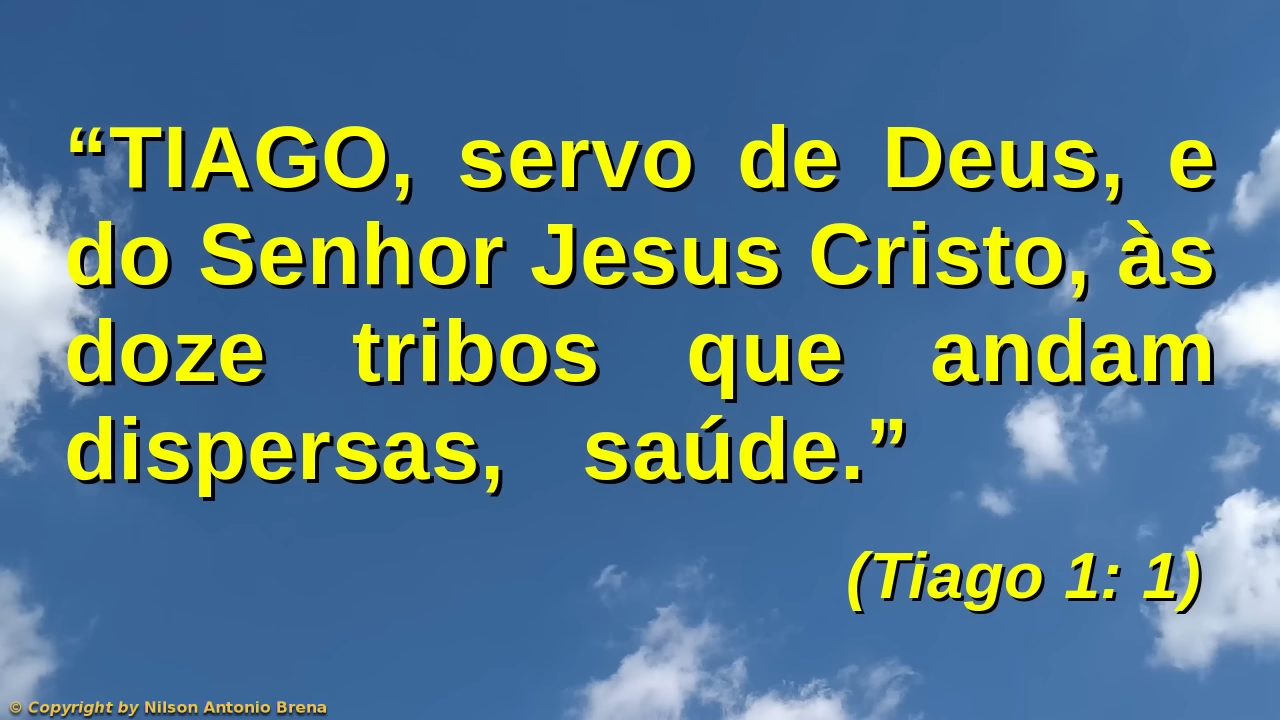 “TIAGO, servo de Deus, e
do Senhor Jesus Cristo, às
doze tribos que andam
dispersas, saúde.”
(Tiago 1: 1)
© Copyright by Nilson Antonio Brena